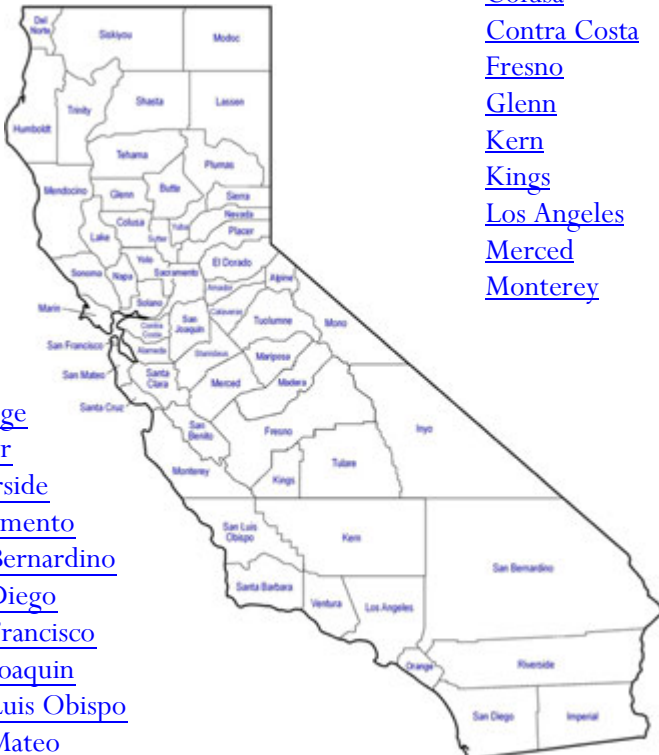 Colusa
Contra Costa
Fresno
Glenn
Kern
Kings
Los Angeles
Merced
Monterey
Del
Norte
Siskiyou
Modoc
Trinity
Shasta
Lassen
Humboldt
Tehama
Plumas
Mendocino
Glenn
Butte
Sierra
Nevada
Colusa
Yuba
Placer
Lake
Sutter
Yolo
El Dorado
Sonoma
Napa
Sacramento
Alpine
Amador
Solano
Marin
Calaveras
San
Joaquin
Tuolumne
Mono
Contra
Costa
San Francisco
Alameda
Stanislaus
Mariposa
San Mateo
Santa
Clara
Merced
Madera
Santa Cruz
San
Benito
Fresno
Inyo
Monterey
Kings
Tulare
San Luis
Obispo
Kern
San Bernardino
Santa Barbara
Ventura
Los Angeles
Orange
Riverside
San Diego
Imperial
ge
r
rside
mento
Bernardino
Diego
Francisco
Joaquin
Luis Obispo
Mateo